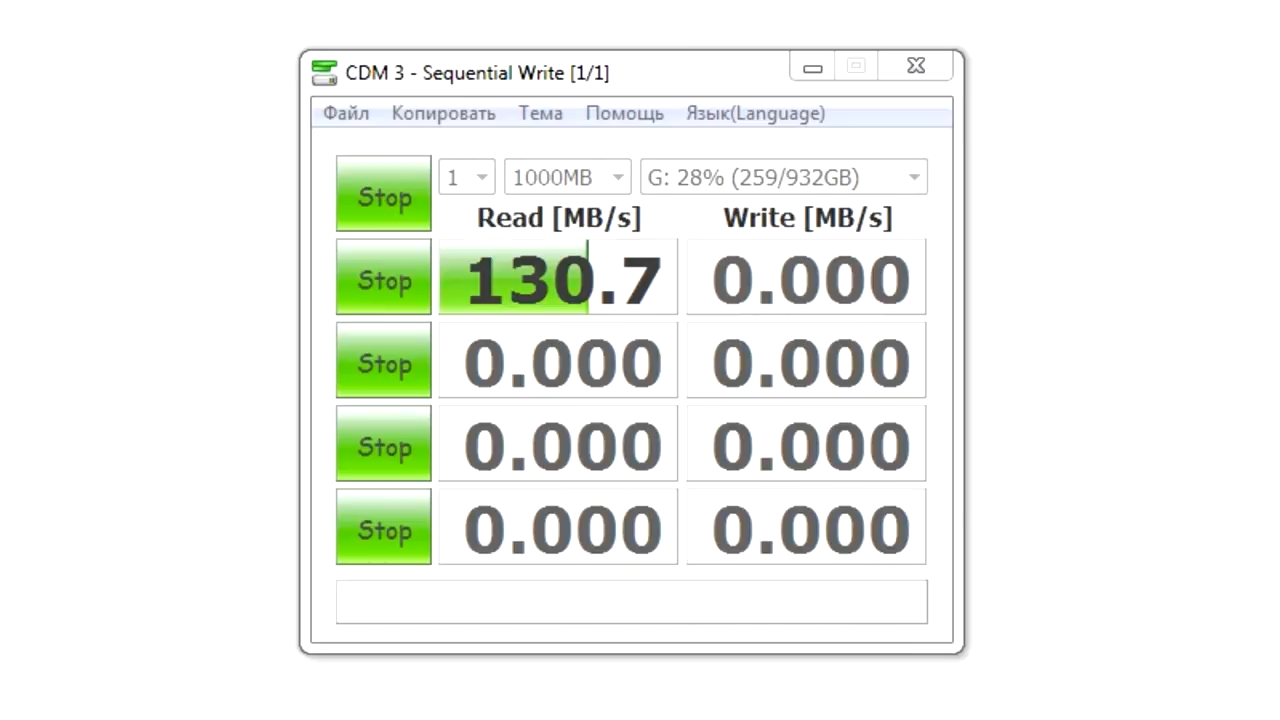 CDM 3 - Sequential Write [1/1]
Файл Копировать Тема Помощь Язык(Language)
Stop 1 1000MB G: 28% (259/932GB)
Read [MB/s] Write [MB/s]
Stop 130.7 0.000
Stop 0.000 0.000
Stop 0.000 0.000
Stop 0.000 0.000